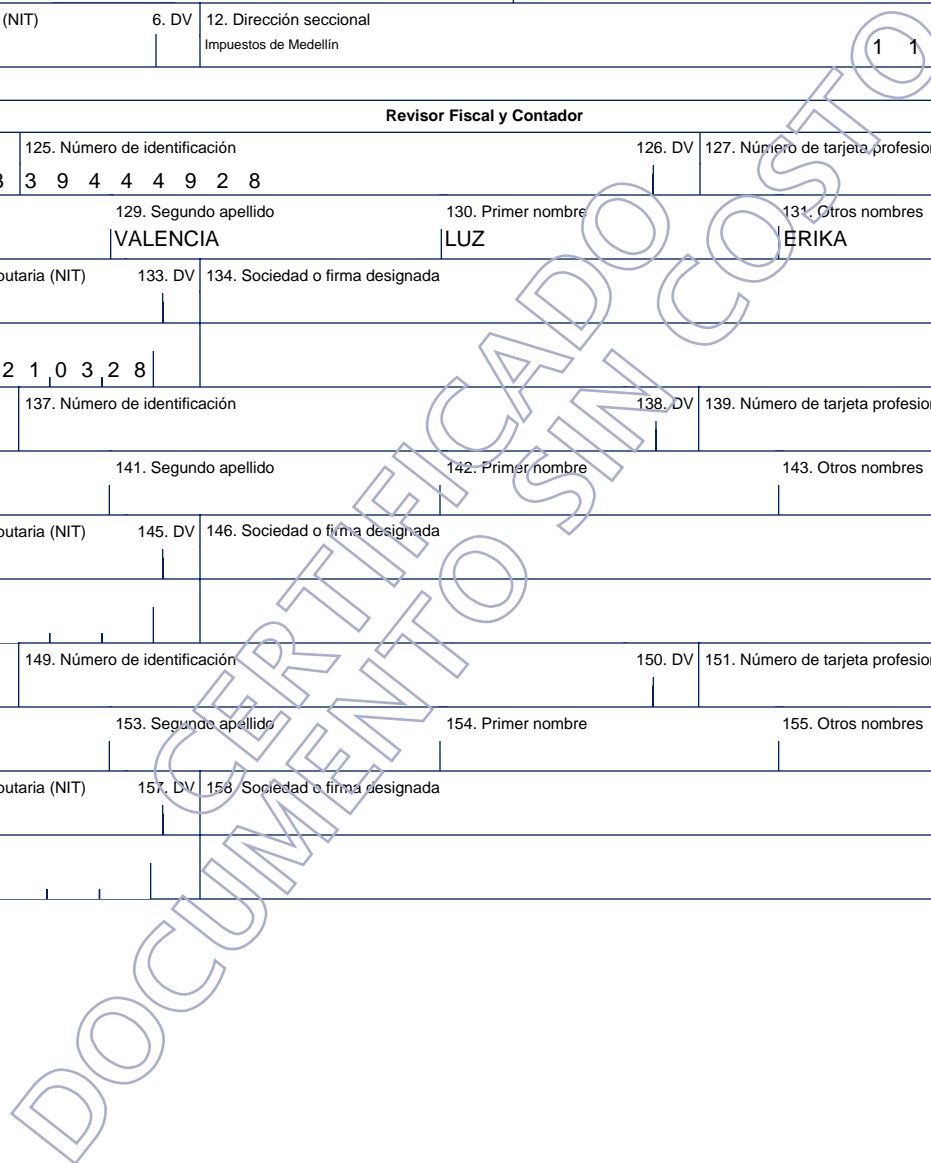 (NIT) 6. DV 12. Dirección seccional
Impuestos de Medellín 1 1
Revisor Fiscal y Contador
125. Número de identificación 126. DV 127. Número de tarjeta profesion
3 3 9 4 4 4 9 2 8
129. Segundo apellido 130. Primer nombre 131. Otros nombres
VALENCIA LUZ ERIKA
butaria (NIT) 133. DV 134. Sociedad o firma designada
2 1 0 3 2 8
137. Número de identificación 138. DV 139. Número de tarjeta profesion
141. Segundo apellido 142. Primer nombre 143. Otros nombres
butaria (NIT) 145. DV 146. Sociedad o firma designada
149. Número de identificación 150. DV 151. Número de tarjeta profesion
153. Segundo apellido 154. Primer nombre 155. Otros nombres
butaria (NIT) 157. DV 158. Sociedad o firma designada
CERTIFICADO
DOCUMENTO SIN COSTO